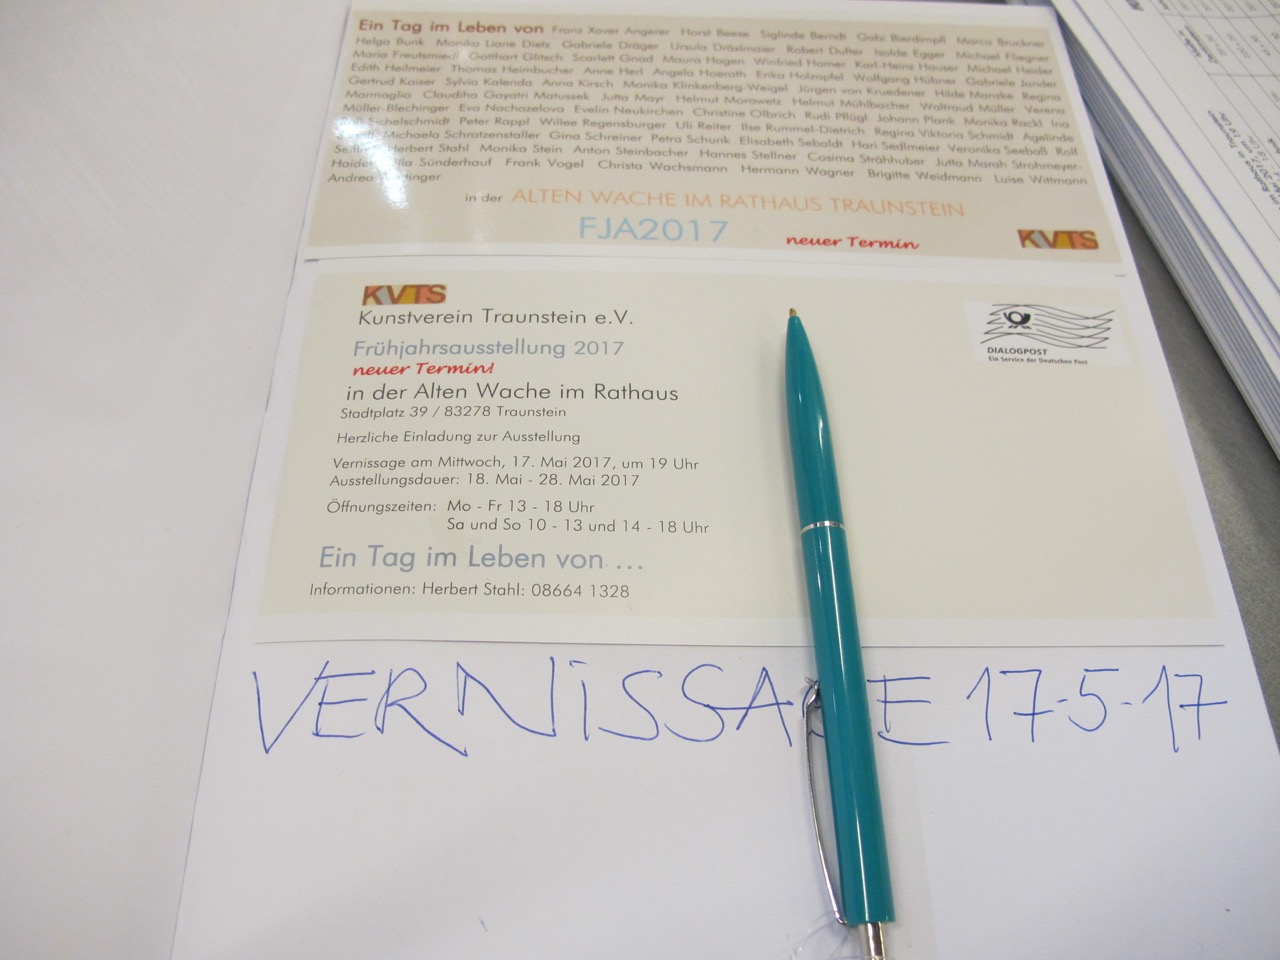 Ein Tag im Leben von Franz Xaver Angerer Horst Beese Siglinde Berndt Gabi Bierdimpfl Marco Bruckner
Helga Bunk Monika Liane Dietz Gabriele Dräger Ursula Dräxlmaier Robert Dufter Isolde Egger Michael Fliegner
Maria Freutsmiedl Gotthart Glitsch Scarlett Gnad Maura Hagen Winfried Hamer Karl-Heinz Hauser Michael Heider
Edith Heilmeier Thomas Heimbucher Anne Herl Angela Hoerath Erika Holzapfel Wolfgang Hübner Gabriele Jander
Gertrud Kaiser Sylvia Kalenda Anna Kirsch Monika Klinkenberg-Weigel Jürgen von Kruedener Hilde Manzke Regina
Marmaglio Claudiha Gayatri Matussek Jutta Mayr Helmut Morawetz Helmut Mühlbacher Waltraud Müller Verena
Müller-Blechinger Eva Nachazelova Evelin Neukirchen Christine Olbrich Rudi Pflügl Johann Plank Monika Rackl Ina
Peter Rappl Willee Regensburger Uli Reiter Ilse Rummel-Dietrich Regina Viktoria Schmidt Agelinde
Michaela Schratzenstaller Gina Schreiner Petra Schunk Elisabeth Sebaldt Hari Sedlmeier Veronika Seeboß Rolf
Herbert Stahl Monika Stein Anton Steinbacher Hannes Stellner Cosima Strähhuber Jutta Marah Strohmeyer-
Sünderhauf Frank Vogel Christa Wachsmann Hermann Wagner Brigitte Weidmann Luise Wittmann
Andrea
in der ALTEN WACHE IM RATHAUS TRAUNSTEIN
FJA2017 neuer Termin KVTS
KVTS
Kunstverein Traunstein e.V.
Frühjahrsausstellung 2017
neuer Termin!
in der Alten Wache im Rathaus
Stadtplatz 39 / 83278 Traunstein
Herzliche Einladung zur Ausstellung
Vernissage am Mittwoch, 17. Mai 2017, um 19 Uhr
Ausstellungsdauer: 18. Mai - 28. Mai 2017
Öffnungszeiten: Mo - Fr 13 - 18 Uhr
Sa und So 10 - 13 und 14 - 18 Uhr
Ein Tag im Leben von ...
Informationen: Herbert Stahl: 08664 1328
DIALOGPOST
Ein Service der Deutschen Post
VERNISSAGE 17-5-17